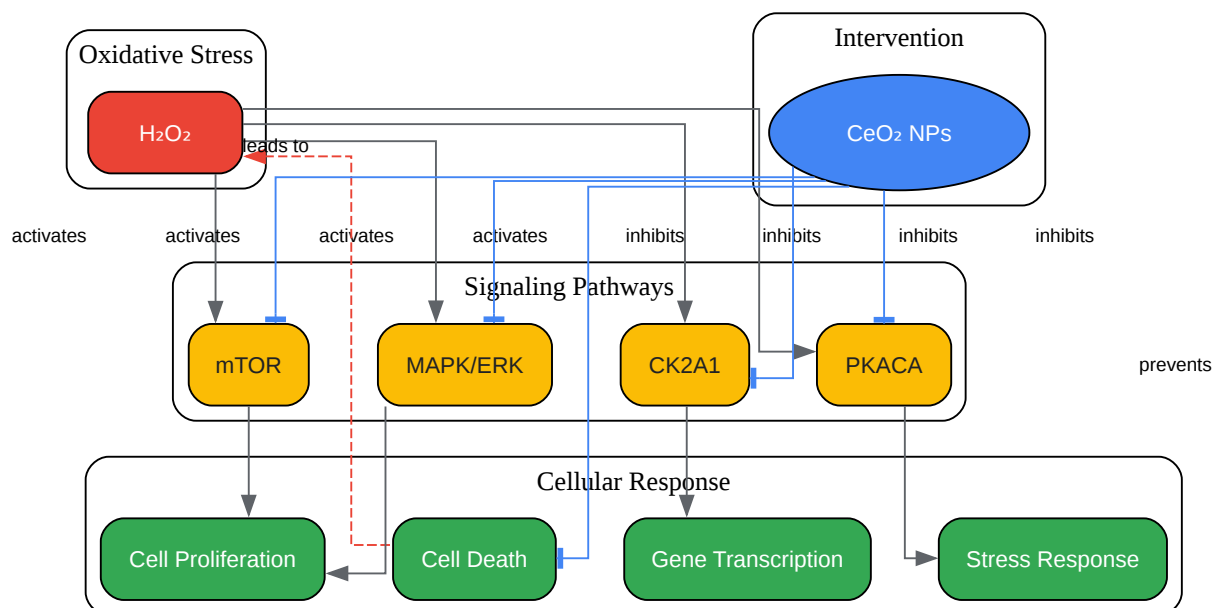 Oxidative Stress
Intervention
H₂O₂
CeO₂ NPs
leads to
activates
activates
activates
activates
inhibits
inhibits
inhibits
inhibits
Signaling Pathways
mTOR
MAPK/ERK
CK2A1
PKACA
prevents
Cellular Response
Cell Proliferation
Cell Death
Gene Transcription
Stress Response